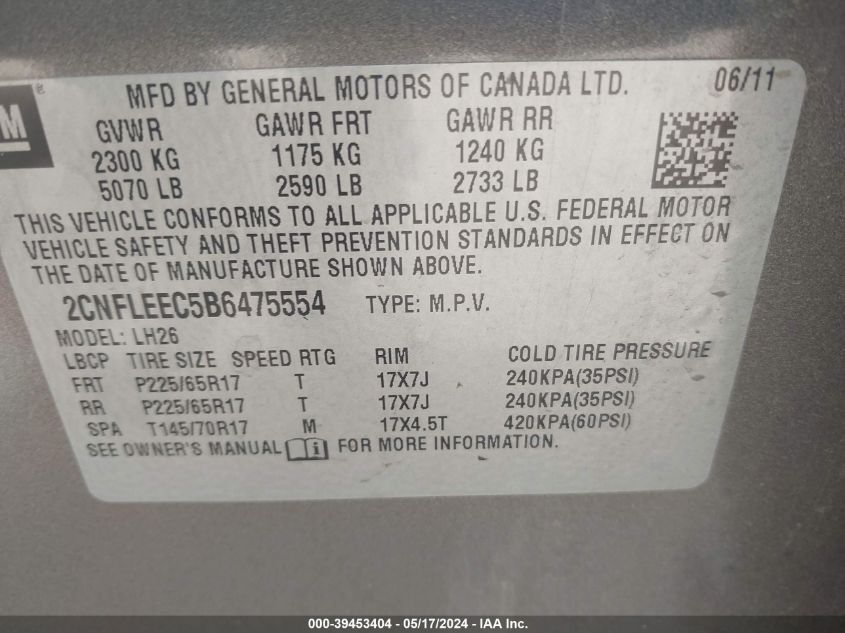 M ®
MFD BY GENERAL MOTORS OF CANADA LTD. 06/11
GVWR GAWR FRT GAWR RR
2300 KG 1175 KG 1240 KG
5070 LB 2590 LB 2733 LB
THIS VEHICLE CONFORMS TO ALL APPLICABLE U.S. FEDERAL MOTOR
VEHICLE SAFETY AND THEFT PREVENTION STANDARDS IN EFFECT ON
THE DATE OF MANUFACTURE SHOWN ABOVE.
2CNFLEEC5B6475554 TYPE: M.P.V.
MODEL: LH26
LBCP TIRE SIZE SPEED RTG RIM COLD TIRE PRESSURE
FRT P225/65R17 T 17X7J 240KPA(35PSI)
RR P225/65R17 T 17X7J 240KPA(35PSI)
SPA T145/70R17 M 17X4.5T 420KPA(60PSI)
SEE OWNER'S MANUAL i FOR MORE INFORMATION.
000-39453404 - 05/17/2024 - IAA Inc.